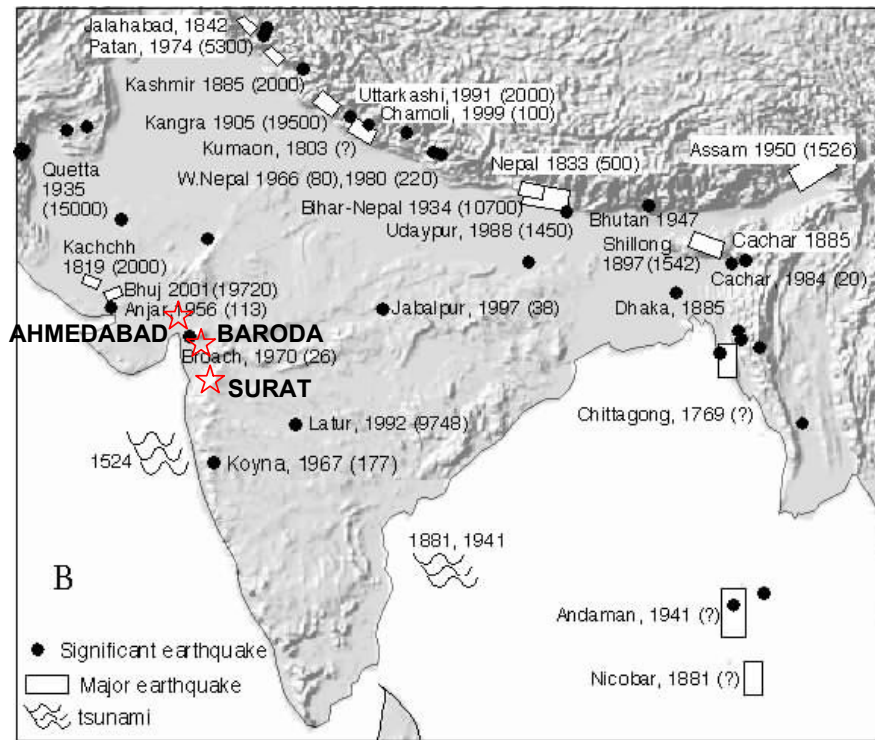 Jalahabad, 1842
Patan, 1974 (5300)
Kashmir 1885 (2000)
Uttarkashi,1991 (2000)
Chamoli, 1999 (100)
Kangra 1905 (19500)
Kumaon, 1803 (?)
Nepal 1833 (500)
Assam 1950 (1526)
Quetta
1935
(15000)
W.Nepal 1966 (80),1980 (220)
Bihar-Nepal 1934 (10700)
Udaypur, 1988 (1450)
Bhutan 1947
Shillong
1897(1542)
Cachar 1885
Cachar, 1984 (20)
Kachchh
1819 (2000)
Bhuj 2001(19720)
Anjar 1956 (113)
Jabalpur, 1997 (38)
Dhaka, 1885
AHMEDABAD
BARODA
Broach, 1970 (26)
SURAT
Chittagong, 1769 (?)
Latur, 1992 (9748)
1524
Koyna, 1967 (177)
1881, 1941
B
Andaman, 1941 (?)
Significant earthquake
Major earthquake
Nicobar, 1881 (?)
tsunami